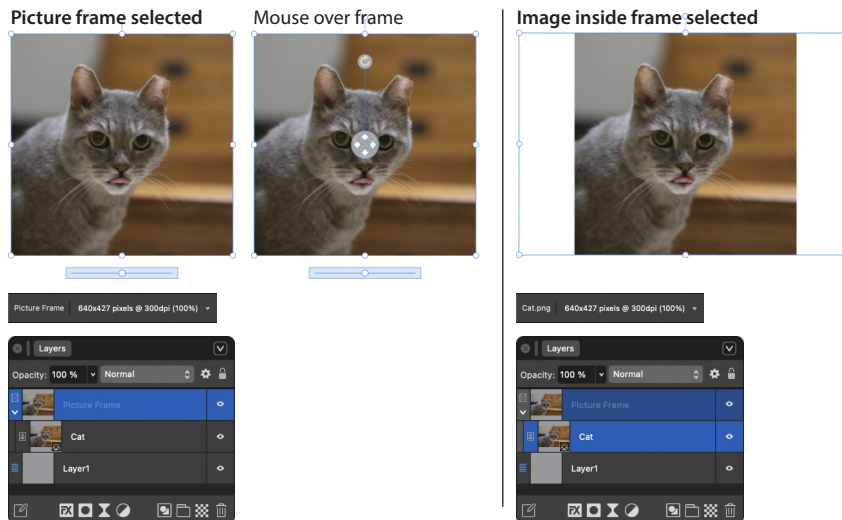 Picture frame selected
Mouse over frame
Image inside frame selected
Picture Frame 640x427 pixels @ 300dpi (100%)
Cat.png 640x427 pixels @ 300dpi (100%)
Layers
Opacity: 100 % Normal
Picture Frame
Cat
Layer1
FX
Layers
Opacity: 100 % Normal
Picture Frame
Cat
Layer1
FX